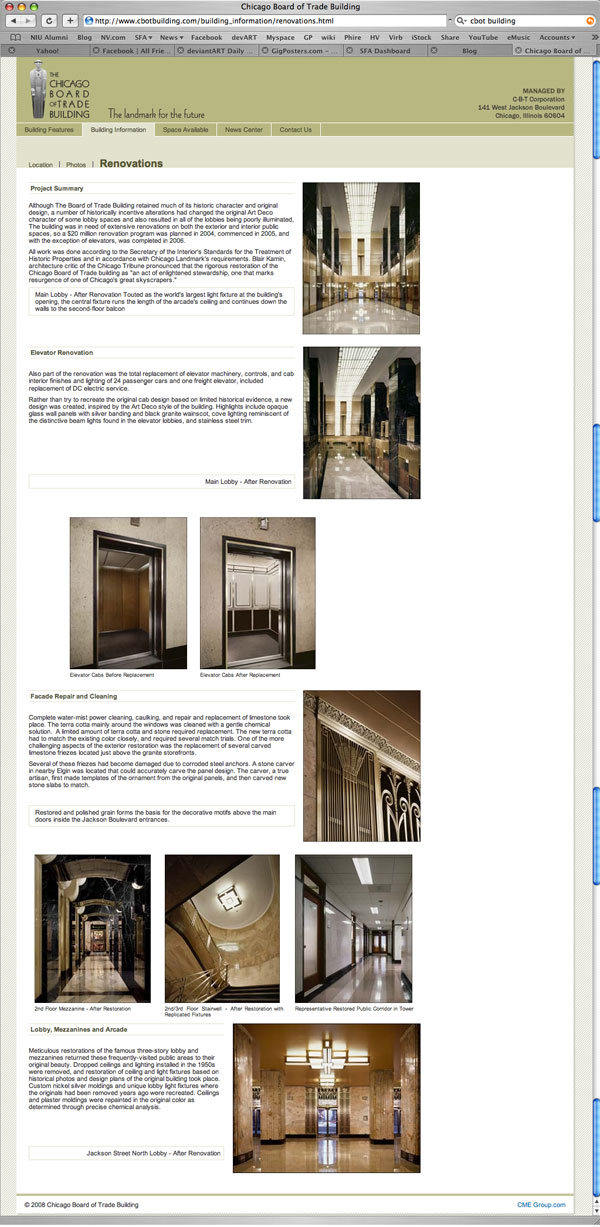 Chicago Board of Trade Building
http://www.cbotbuilding.com/building_information/renovations.html
cbot building
NIU Alumni Blog NV.com SFA▾ News▾ Facebook devART Myspace GP wiki Phire HV Virb iStock Share YouTube eMusic Accounts▾
Yahoo!
Facebook | All Frie...
deviantART Daily ...
GigPosters.com – ...
SFA Dashboard
Blog
Chicago Board of ...
THE
CHICAGO
BOARD
OF TRADE
BUILDING
The landmark for the future
MANAGED BY
C-B-T Corporation
141 West Jackson Boulevard
Chicago, Illinois 60604
Building Features
Building Information
Space Available
News Center
Contact Us
Location | Photos | Renovations
Project Summary
Although The Board of Trade Building retained much of its historic character and original
design, a number of historically incentive alterations had changed the original Art Deco
character of some lobby spaces and also resulted in all of the lobbies being poorly illuminated,
The building was in need of extensive renovations on both the exterior and interior public
spaces, so a $20 million renovation program was planned in 2004, commenced in 2005, and
with the exception of elevators, was completed in 2006.
All work was done according to the Secretary of the Interior's Standards for the Treatment of
Historic Properties and in accordance with Chicago Landmark's requirements. Blair Kamin,
architecture critic of the Chicago Tribune pronounced that the rigorous restoration of the
Chicago Board of Trade building as "an act of enlightened stewardship, one that marks
resurgence of one of Chicago's great skyscrapers."
Main Lobby - After Renovation Touted as the world's largest light fixture at the building's
opening, the central fixture runs the length of the arcade's ceiling and continues down the
walls to the second-floor balcon
Elevator Renovation
Also part of the renovation was the total replacement of elevator machinery, controls, and cab
interior finishes and lighting of 24 passenger cars and one freight elevator, included
replacement of DC electric service.
Rather than try to recreate the original cab design based on limited historical evidence, a new
design was created, inspired by the Art Deco style of the building. Highlights include opaque
glass wall panels with silver banding and black granite wainscot, cove lighting reminiscent of
the distinctive beam lights found in the elevator lobbies, and stainless steel trim.
Main Lobby - After Renovation
Elevator Cabs Before Replacement
Elevator Cabs After Replacement
Facade Repair and Cleaning
Complete water-mist power cleaning, caulking, and repair and replacement of limestone took
place. The terra cotta mainly around the windows was cleaned with a gentle chemical
solution. A limited amount of terra cotta and stone required replacement. The new terra cotta
had to match the existing color closely, and required several match trials. One of the more
challenging aspects of the exterior restoration was the replacement of several carved
limestone friezes located just above the granite storefronts.
Several of these friezes had become damaged due to corroded steel anchors. A stone carver
in nearby Elgin was located that could accurately carve the panel design. The carver, a true
artisan, first made templates of the ornament from the original panels, and then carved new
stone slabs to match.
Restored and polished grain forms the basis for the decorative motifs above the main
doors inside the Jackson Boulevard entrances.
2nd Floor Mezzanine - After Restoration
2nd/3rd Floor Stairwell - After Restoration with
Replicated Fixtures
Representative Restored Public Corridor in Tower
Lobby, Mezzanines and Arcade
Meticulous restorations of the famous three-story lobby and
mezzanines returned these frequently-visited public areas to their
original beauty. Dropped ceilings and lighting installed in the 1950s
were removed, and restoration of ceiling and light fixtures based on
historical photos and design plans of the original building took place.
Custom nickel silver moldings and unique lobby light fixtures where
the originals had been removed years ago were recreated. Ceilings
and plaster moldings were repainted in the original color as
determined through precise chemical analysis.
Jackson Street North Lobby - After Renovation
© 2008 Chicago Board of Trade Building
CME Group.com